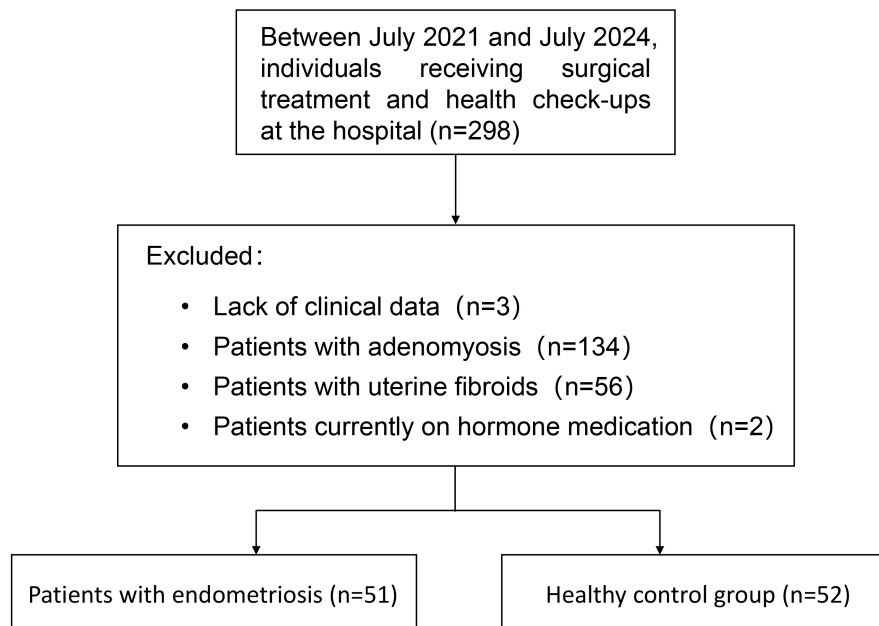 Between July 2021 and July 2024,
individuals receiving surgical
treatment and health check-ups
at the hospital (n=298)
Excluded：
• Lack of clinical data（n=3）
• Patients with adenomyosis（n=134）
• Patients with uterine fibroids（n=56）
• Patients currently on hormone medication（n=2）
Patients with endometriosis (n=51)
Healthy control group (n=52)